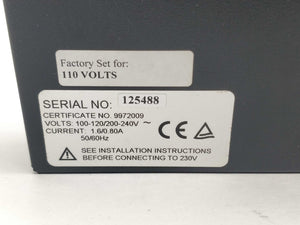 Factory Set for:
110 VOLTS
SERIAL NO: 125488
CERTIFICATE NO. 9972009
VOLTS: 100-120/200-240V ~
CURRENT: 1.6/0.80A
50/60Hz
CE
SEE INSTALLATION INSTRUCTIONS
BEFORE CONNECTING TO 230V